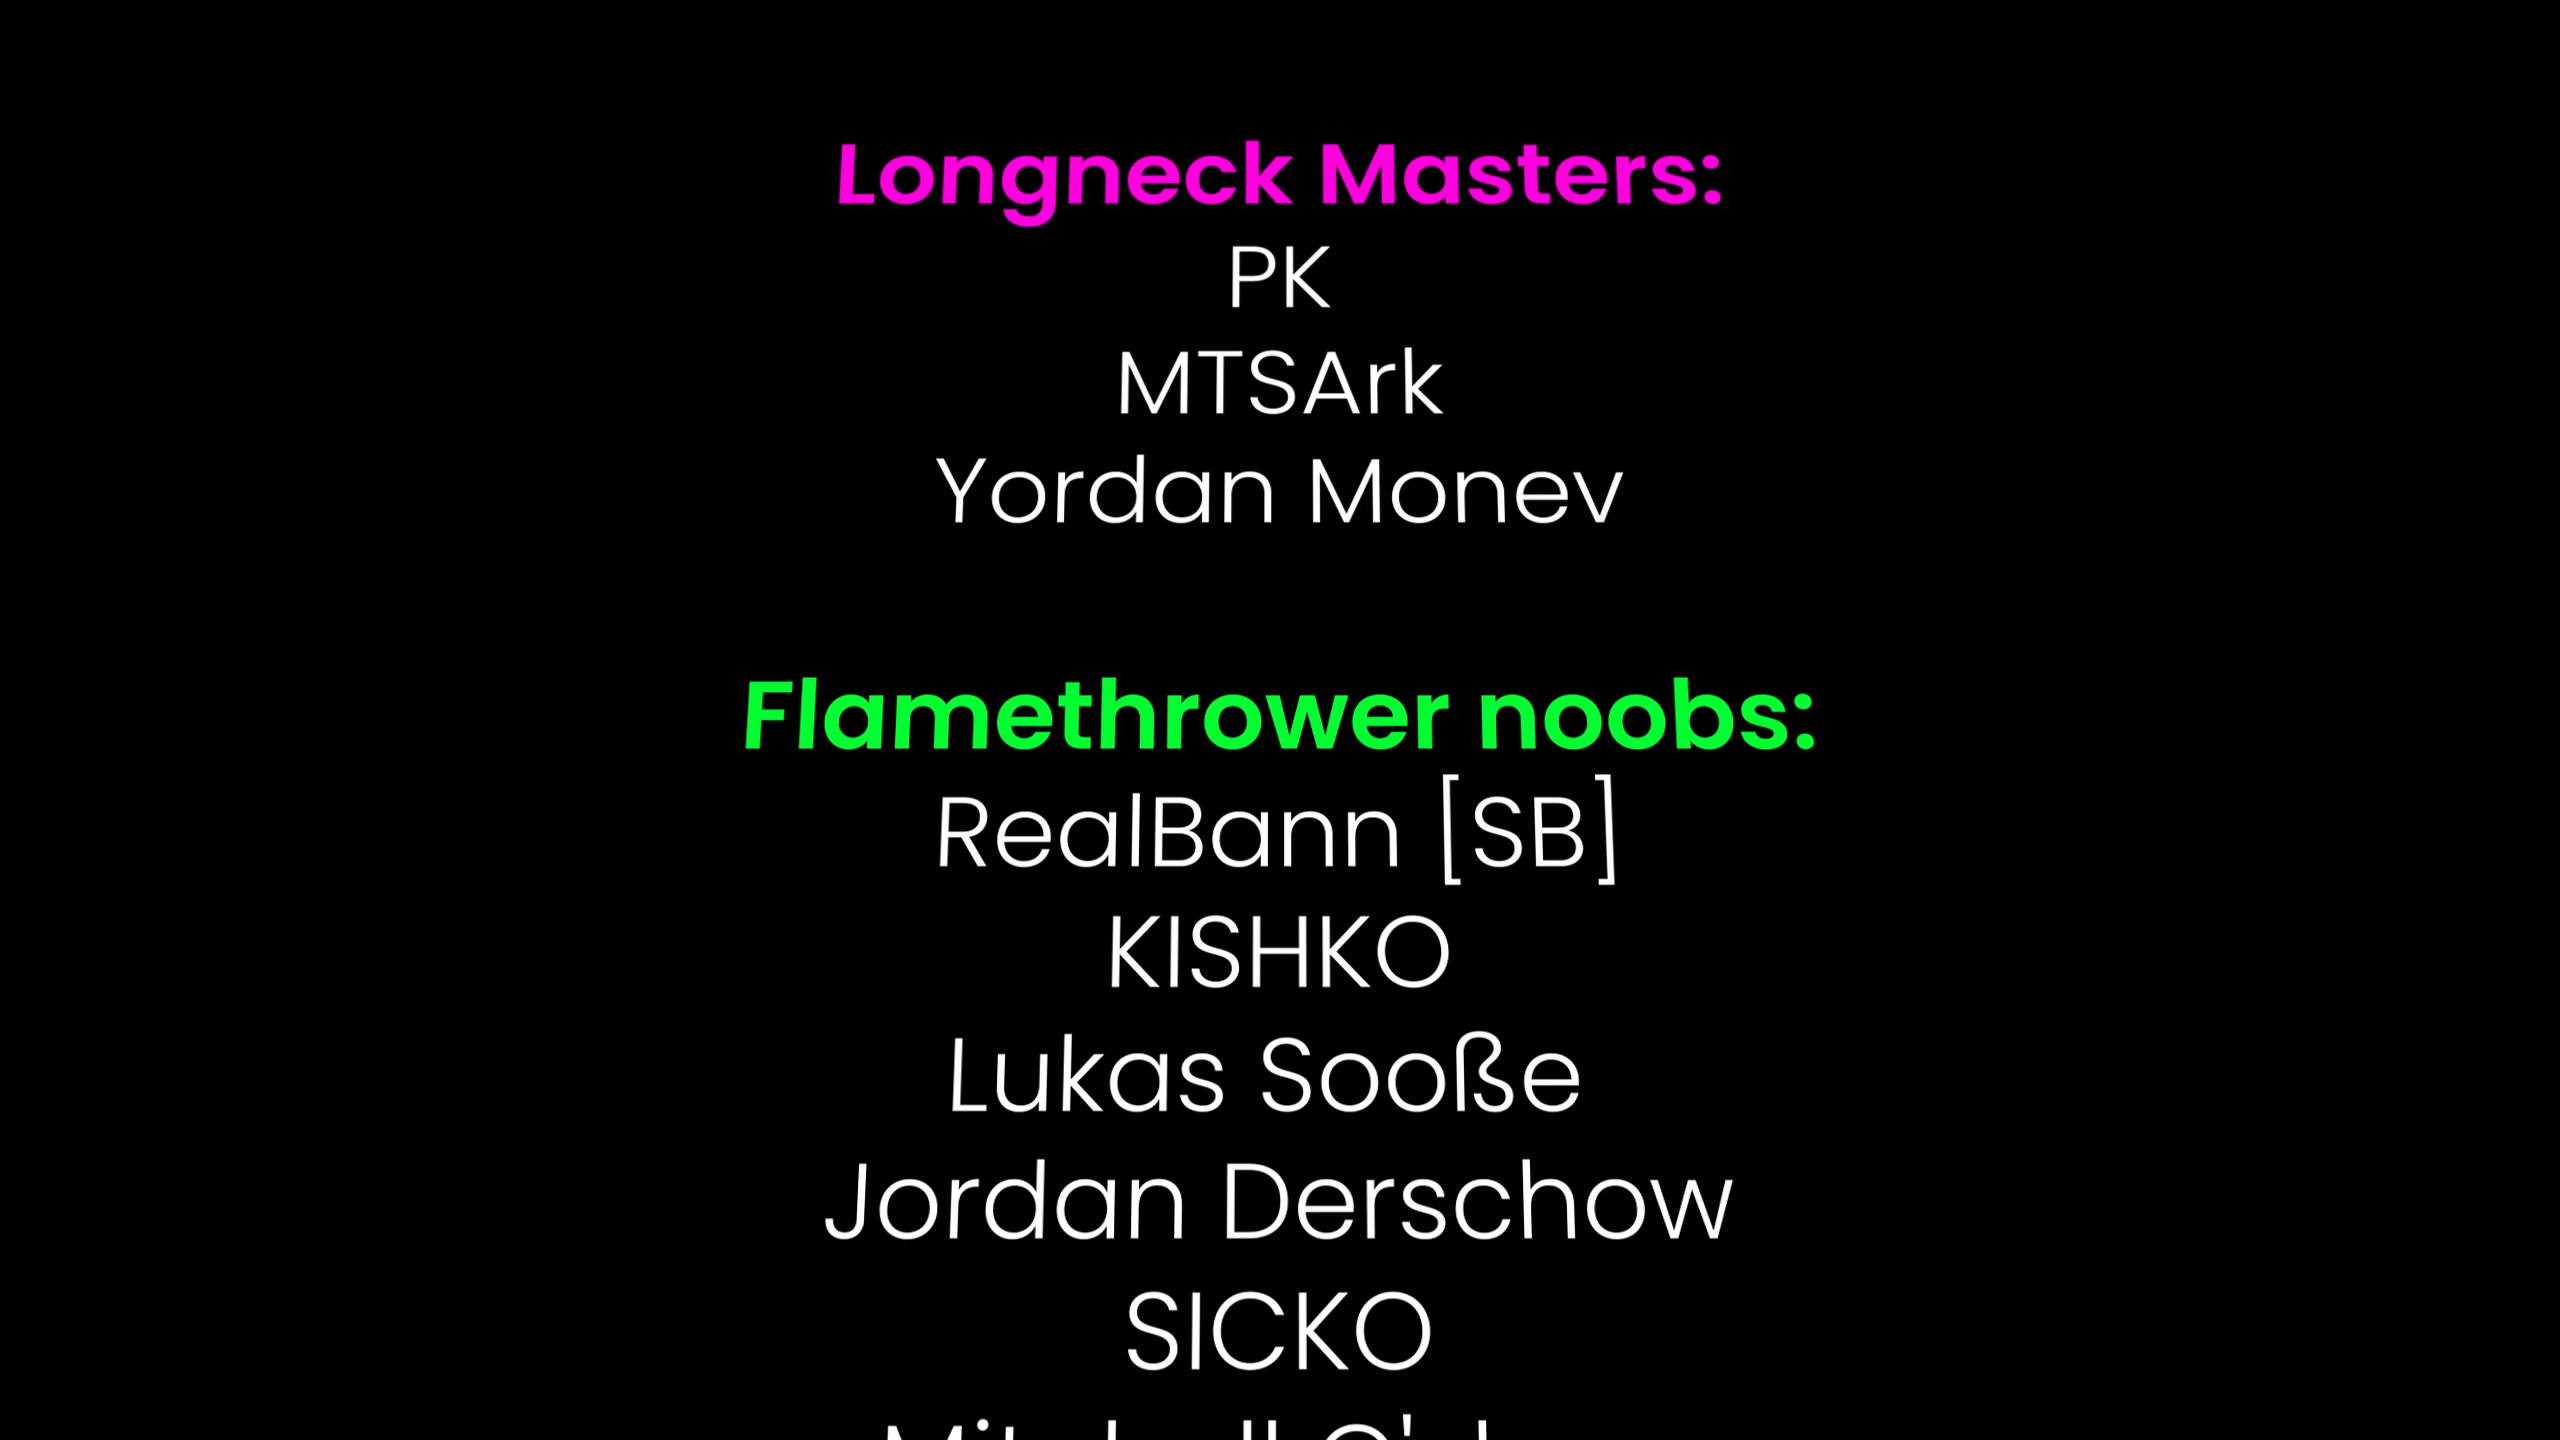 Longneck Masters:
PK
MTSArk
Yordan Monev
Flamethrower noobs:
RealBann [SB]
KISHKO
Lukas Sooße
Jordan Derschow
SICKO